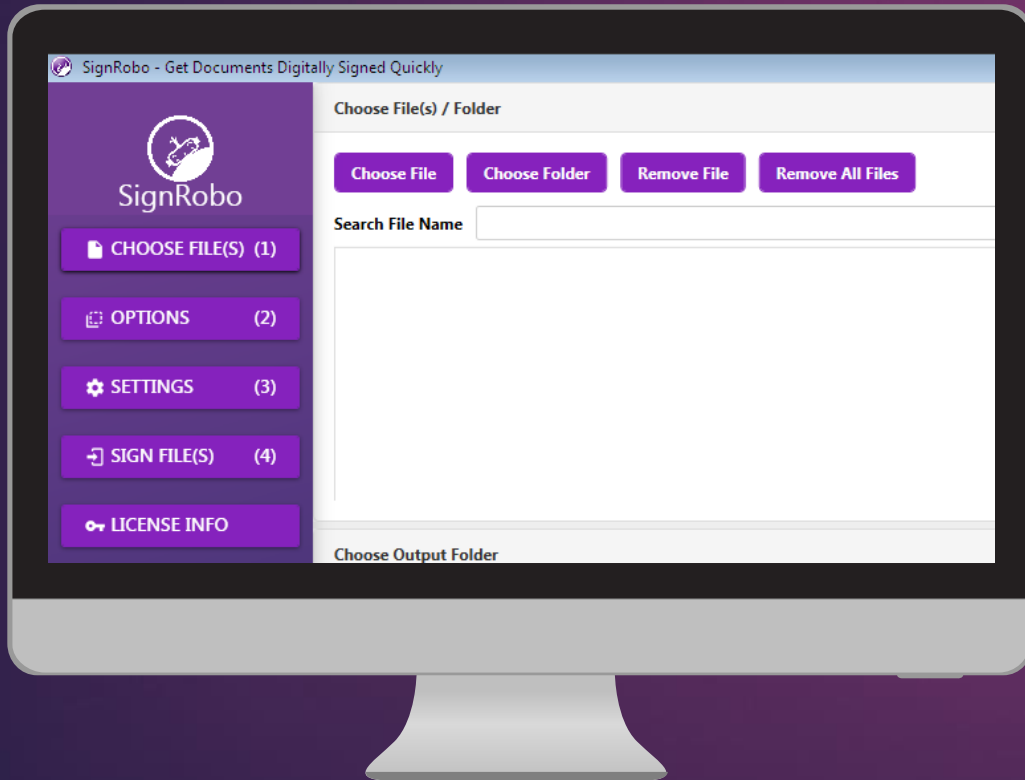 SignRobo - Get Documents Digitally Signed Quickly
SignRobo
CHOOSE FILE(S) (1)
OPTIONS (2)
SETTINGS (3)
SIGN FILE(S) (4)
LICENSE INFO
Choose File(s) / Folder
Choose File Choose Folder Remove File Remove All Files
Search File Name
Choose Output Folder